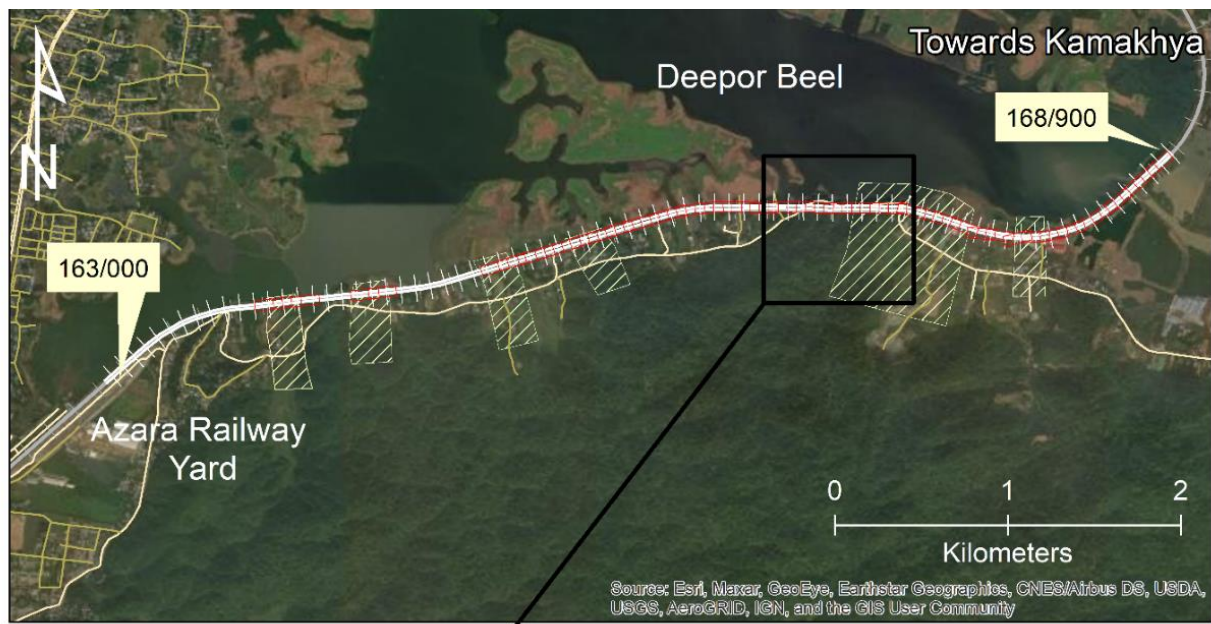 Towards Kamakhya
Deepor Beel
168/900
N
163/000
Azara Railway
Yard
0 1 2
Kilometers
Source: Esri, Maxar, GeoEye, Earthstar Geographics, CNES/Airbus DS, USDA,
USGS, AeroGRID, IGN, and the GIS User Community